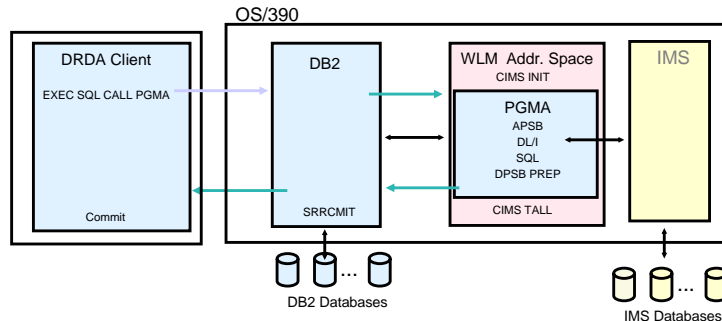 OS/390
DRDA Client
EXEC SQL CALL PGMA
Commit
DB2
SRRCMIT
WLM Addr. Space
CIMS INIT
PGMA
APSB
DL/I
SQL
DPSB PREP
CIMS TALL
IMS
...
DB2 Databases
...
IMS Databases